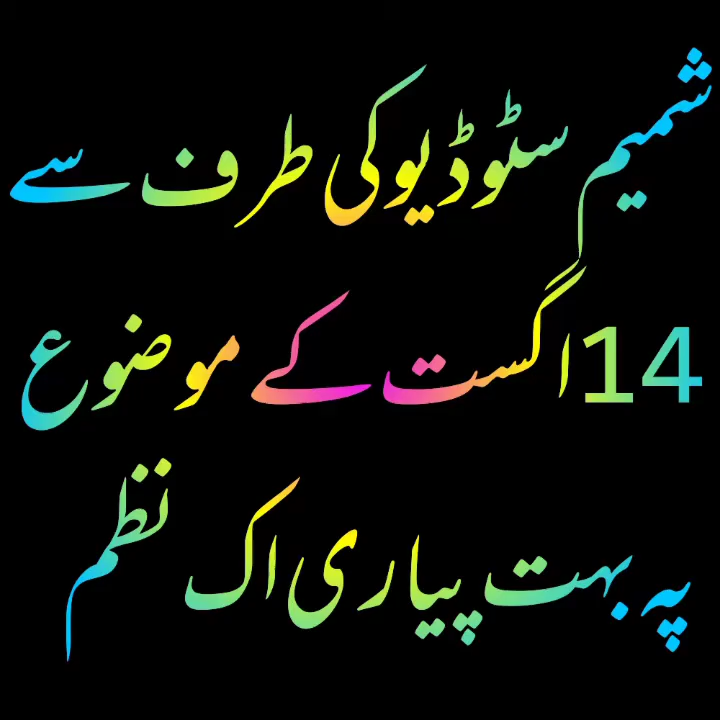 شمیم سٹوڈیو کی طرف سے
14 اگست کے موضوع
پہ بہت پیاری اک نظم